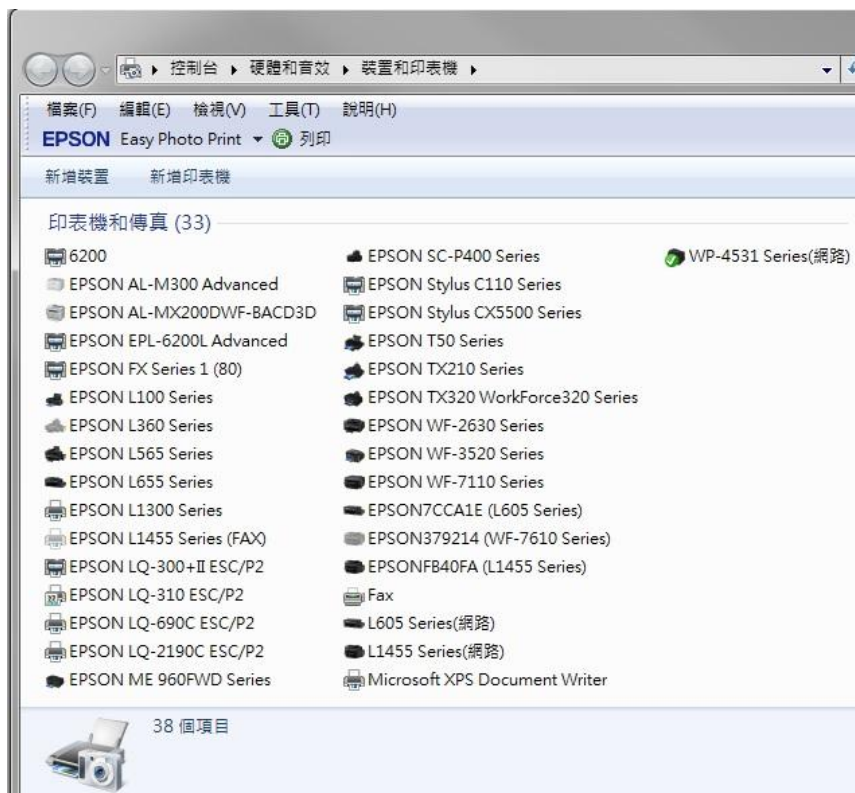 控制台 硬體和音效 裝置和印表機
檔案(F) 編輯(E) 檢視(V) 工具(T) 說明(H)
EPSON Easy Photo Print 列印
新增裝置 新增印表機
印表機和傳真 (33)
6200
EPSON AL-M300 Advanced
EPSON AL-MX200DWF-BACD3D
EPSON EPL-6200L Advanced
EPSON FX Series 1 (80)
EPSON L100 Series
EPSON L360 Series
EPSON L565 Series
EPSON L655 Series
EPSON L1300 Series
EPSON L1455 Series (FAX)
EPSON LQ-300+II ESC/P2
EPSON LQ-310 ESC/P2
EPSON LQ-690C ESC/P2
EPSON LQ-2190C ESC/P2
EPSON ME 960FWD Series
EPSON SC-P400 Series
EPSON Stylus C110 Series
EPSON Stylus CX5500 Series
EPSON T50 Series
EPSON TX210 Series
EPSON TX320 WorkForce320 Series
EPSON WF-2630 Series
EPSON WF-3520 Series
EPSON WF-7110 Series
EPSON7CCA1E (L605 Series)
EPSON379214 (WF-7610 Series)
EPSONFB40FA (L1455 Series)
Fax
L605 Series(網路)
L1455 Series(網路)
Microsoft XPS Document Writer
WP-4531 Series(網路)
38 個項目